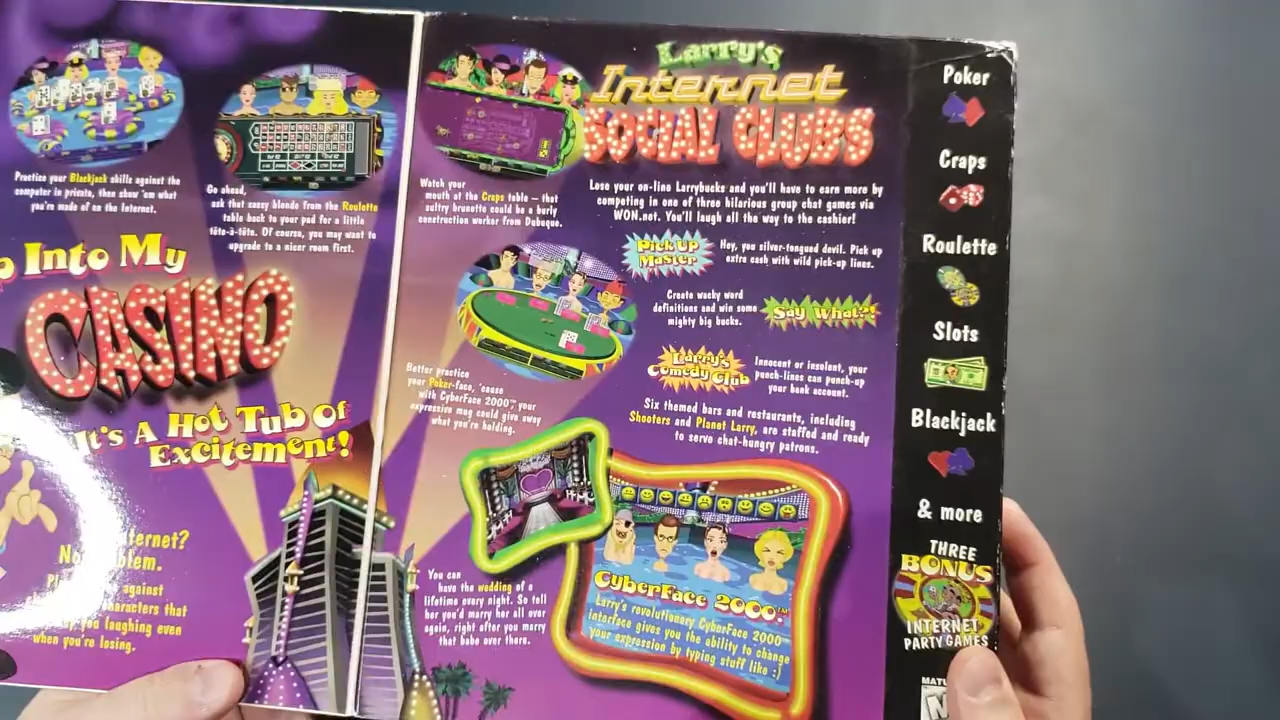 Practice your Blackjack skills against the
computer in private, then show 'em what
you're made of on the Internet.
Go ahead,
ask that sassy blonde from the Roulette
table back to your pad for a little
tête-à-tête. Of course, you may want to
upgrade to a nicer room first.
Into My
CASINO
It's A Hot Tub Of
Excitement!
ternet?
against
characters that
you laughing even
when you're losing.
Larry's
Internet
SOCIAL CLUBS
Watch your
mouth at the Craps table – that
sultry brunette could be a burly
construction worker from Dubuque.
Lose your on-line Larrybucks and you'll have to earn more by
competing in one of three hilarious group chat games via
WON.net. You'll laugh all the way to the cashier!
Pick Up
Master
Hey, you silver-tongued devil. Pick up
extra cash with wild pick-up lines.
Create wacky word
definitions and win some
mighty big bucks.
Say What?!
Larry's
Comedy Club
Innocent or insolent, your
punch-lines can punch-up
your bank account.
Better practice
your Poker-face, 'cause
with CyberFace 2000™, your
expressive mug could give away
what you're holding.
Six themed bars and restaurants, including
Shooters and Planet Larry, are staffed and ready
to serve chat-hungry patrons.
You can
have the wedding of a
lifetime every night. So tell
her you'd marry her all over
again, right after you marry
that babe over there.
CyberFace 2000!™
Larry's revolutionary CyberFace 2000
interface gives you the ability to change
your expression by typing stuff like :)
Poker
Craps
Roulette
Slots
Blackjack
& more
THREE
BONUS
INTERNET
PARTY GAMES
MATU
M